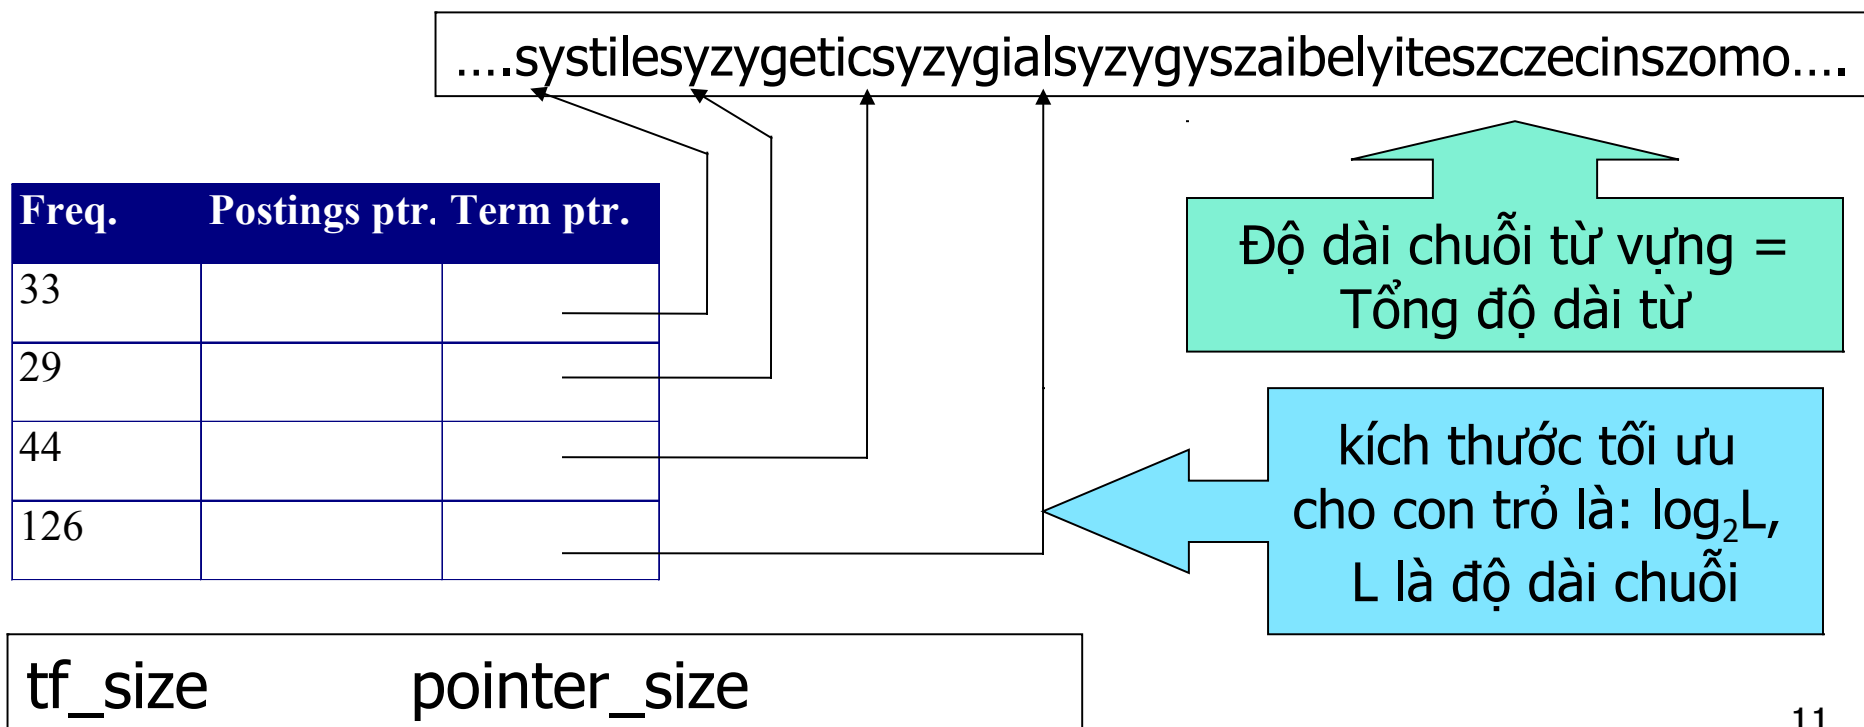 ....systilesyzygeticsyzygialsyzygyszaibelyiteszczecinszomo....
Freq. Postings ptr. Term ptr.
33
29
44
126
Độ dài chuỗi từ vựng =
Tổng độ dài từ
kích thước tối ưu
cho con trỏ là: log₂L,
L là độ dài chuỗi
tf_size pointer_size
11